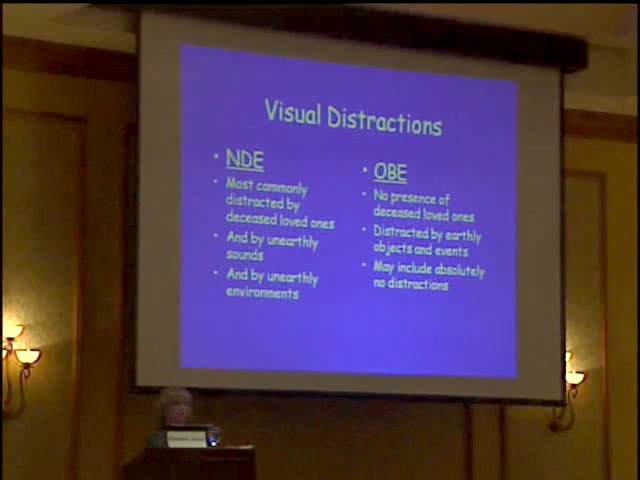 Visual Distractions
• NDE
• Most commonly
distracted by
deceased loved ones
• And by unearthly
sounds
• And by unearthly
environments
• OBE
• No presence of
deceased loved ones
• Distracted by earthly
objects and events
• May include absolutely
no distractions